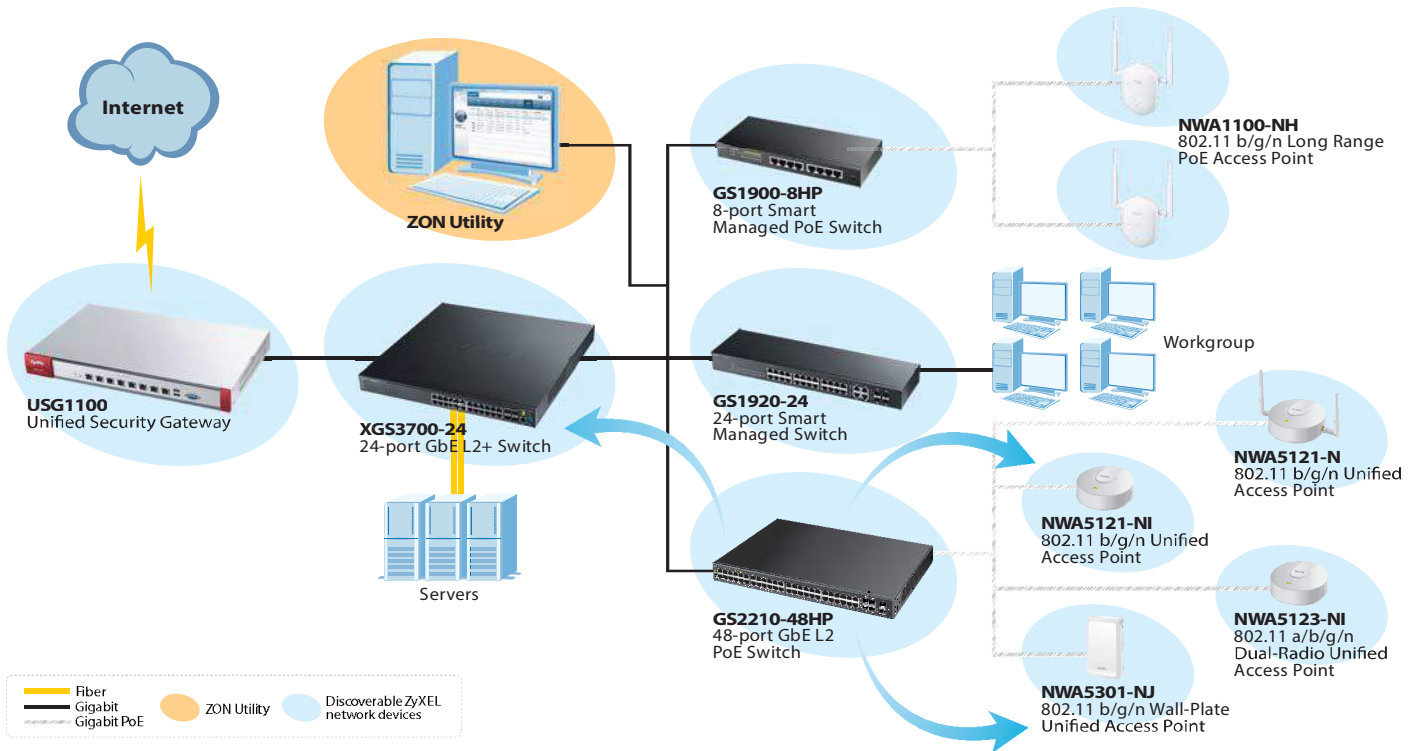 Internet
ZON Utility
GS1900-8HP
8-port Smart
Managed PoE Switch
NWA1100-NH
802.11 b/g/n Long Range
PoE Access Point
USG1100
Unified Security Gateway
XGS3700-24
24-port GbE L2+ Switch
GS1920-24
24-port Smart
Managed Switch
Workgroup
NWA5121-N
802.11 b/g/n Unified
Access Point
NWA5121-NI
802.11 b/g/n Unified
Access Point
Servers
GS2210-48HP
48-port GbE L2
PoE Switch
NWA5123-NI
802.11 a/b/g/n
Dual-Radio Unified
Access Point
NWA5301-NJ
802.11 b/g/n Wall-Plate
Unified Access Point
Fiber
Gigabit
Gigabit PoE
ZON Utility
Discoverable ZyXEL
network devices